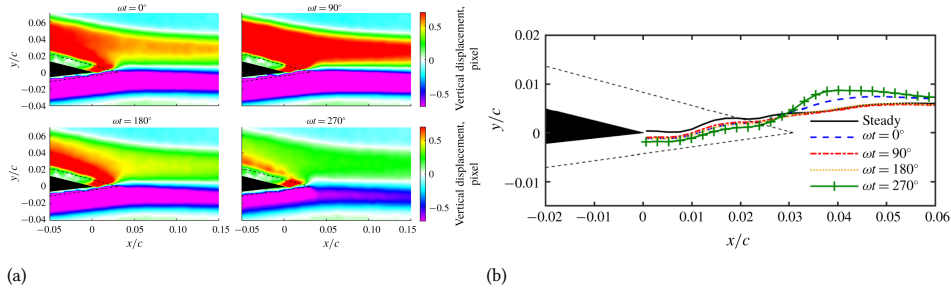 ωt = 0°
ωt = 90°
0.06
0.04
0.02
0
−0.02
−0.04
y/c
0.5
0
−0.5
Vertical displacement,
pixel
ωt = 180°
ωt = 270°
0.06
0.04
0.02
0
−0.02
0.04
y/c
0.5
0
−0.5
Vertical displacement,
pixel
−0.05 0 0.05 0.10 0.15
−0.05 0 0.05 0.10 0.15
x/c
x/c
(a)
0.02
0.01
0
−0.01
y/c
Steady
ωt = 0°
ωt = 90°
ωt = 180°
ωt = 270°
−0.02 −0.01 0 0.01 0.02 0.03 0.04 0.05 0.06
x/c
(b)